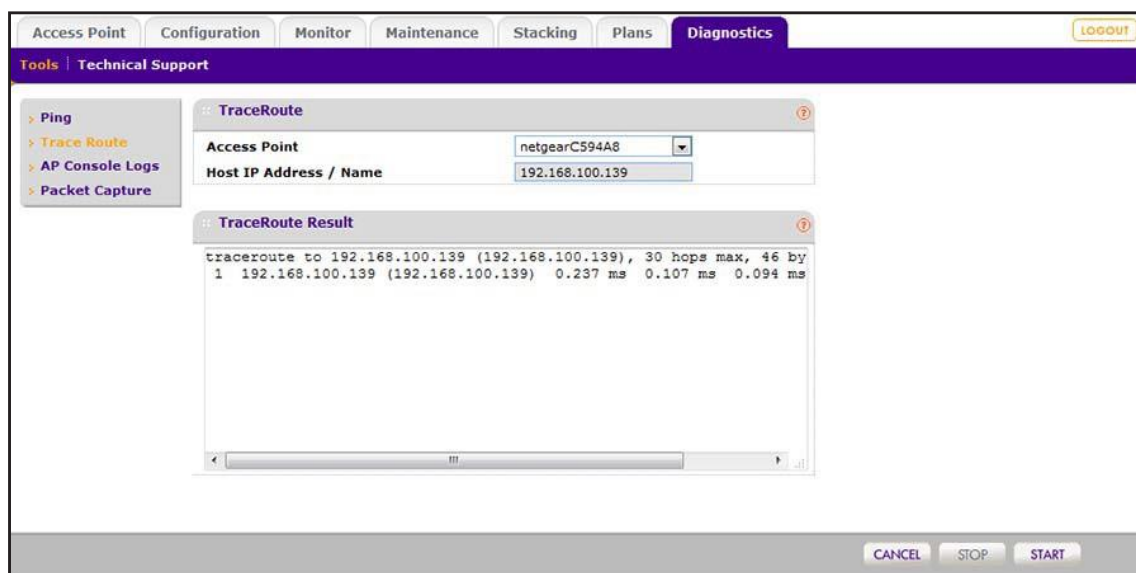 Access Point Configuration Monitor Maintenance Stacking Plans Diagnostics LOGOUT
Tools | Technical Support
Ping
Trace Route
AP Console Logs
Packet Capture
TraceRoute ?
Access Point netgearC594A8
Host IP Address / Name 192.168.100.139
TraceRoute Result ?
traceroute to 192.168.100.139 (192.168.100.139), 30 hops max, 46 by
1 192.168.100.139 (192.168.100.139) 0.237 ms 0.107 ms 0.094 ms
CANCEL STOP START